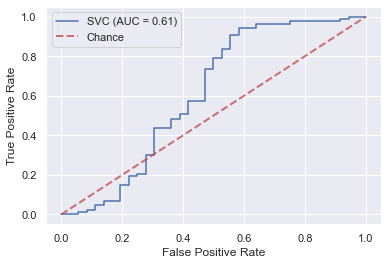 SVC (AUC = 0.61)
Chance
True Positive Rate
1.0
0.8
0.6
0.4
0.2
0.0
0.0 0.2 0.4 0.6 0.8 1.0
False Positive Rate